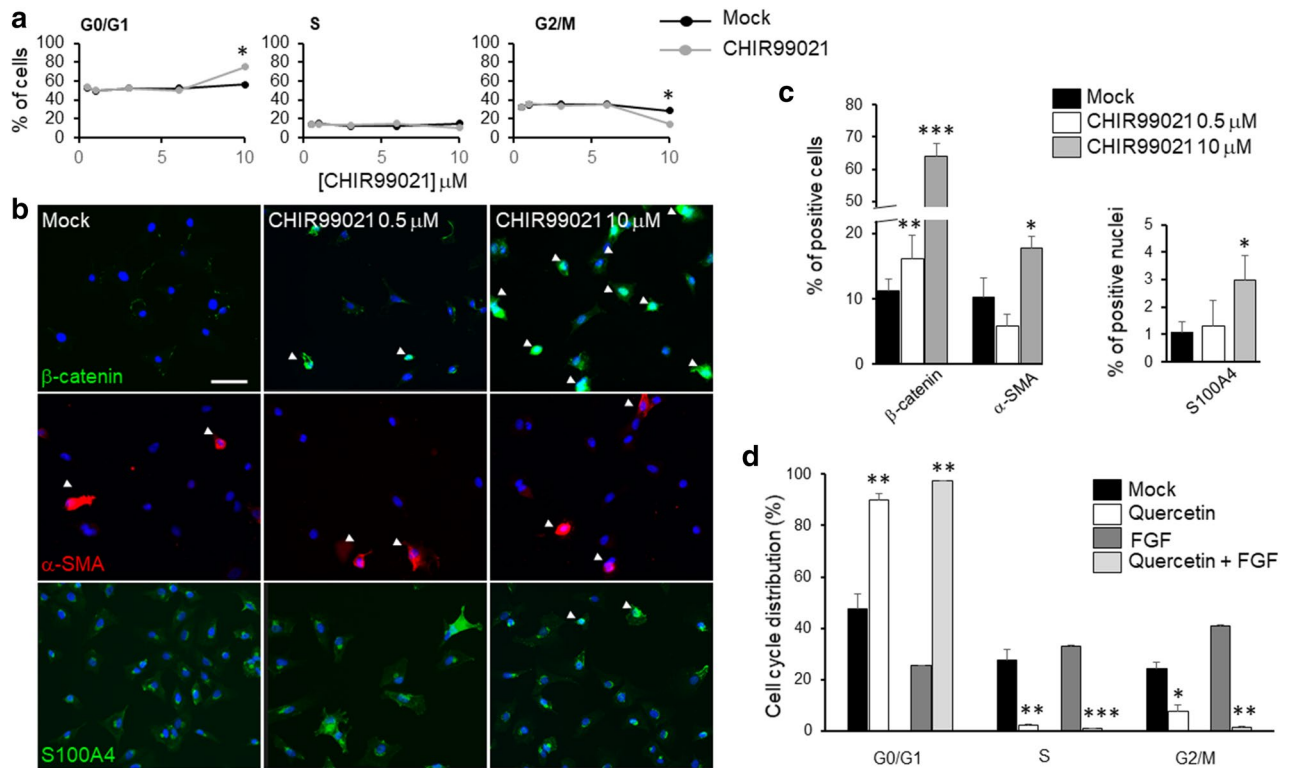 a
G0/G1
S
G2/M
Mock
CHIR99021
% of cells
100
80
60
40
20
0
0
5
10
*
100
80
60
40
20
0
0
5
10
100
80
60
40
20
0
0
5
10
*
[CHIR99021] μM
b
Mock
CHIR99021 0.5 μM
CHIR99021 10 μM
β-catenin
α-SMA
S100A4
c
Mock
CHIR99021 0.5 μM
CHIR99021 10 μM
% of positive cells
80
70
60
50
20
10
0
**
***
*
β-catenin
α-SMA
% of positive nuclei
5
4
3
2
1
0
*
S100A4
d
Mock
Quercetin
FGF
Quercetin + FGF
Cell cycle distribution (%)
100
80
60
40
20
0
**
**
**
***
*
**
G0/G1
S
G2/M